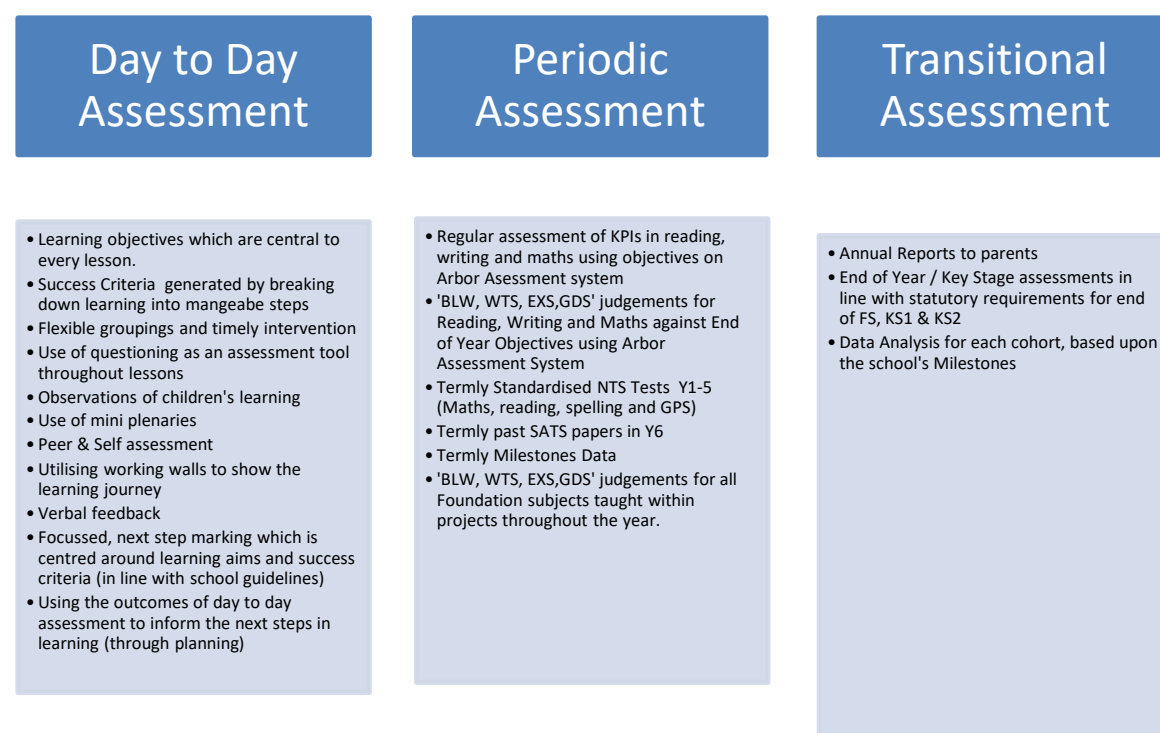 Day to Day
Assessment
• Learning objectives which are central to
every lesson.
• Success Criteria  generated by breaking
down learning into mangeabe steps
• Flexible groupings and timely intervention
• Use of questioning as an assessment tool
throughout lessons
• Observations of children's learning
• Use of mini plenaries
• Peer & Self assessment
• Utilising working walls to show the
learning journey
• Verbal feedback
• Focussed, next step marking which is
centred around learning aims and success
criteria (in line with school guidelines)
• Using the outcomes of day to day
assessment to inform the next steps in
learning (through planning)
Periodic
Assessment
• Regular assessment of KPIs in reading,
writing and maths using objectives on
Arbor Asessment system
• 'BLW, WTS, EXS,GDS' judgements for
Reading, Writing and Maths against End
of Year Objectives using Arbor
Assessment System
• Termly Standardised NTS Tests  Y1-5
(Maths, reading, spelling and GPS)
• Termly past SATS papers in Y6
• Termly Milestones Data
• 'BLW, WTS, EXS,GDS' judgements for all
Foundation subjects taught within
projects throughout the year.
Transitional
Assessment
• Annual Reports to parents
• End of Year / Key Stage assessments in
line with statutory requirements for end
of FS, KS1 & KS2
• Data Analysis for each cohort, based upon
the school's Milestones